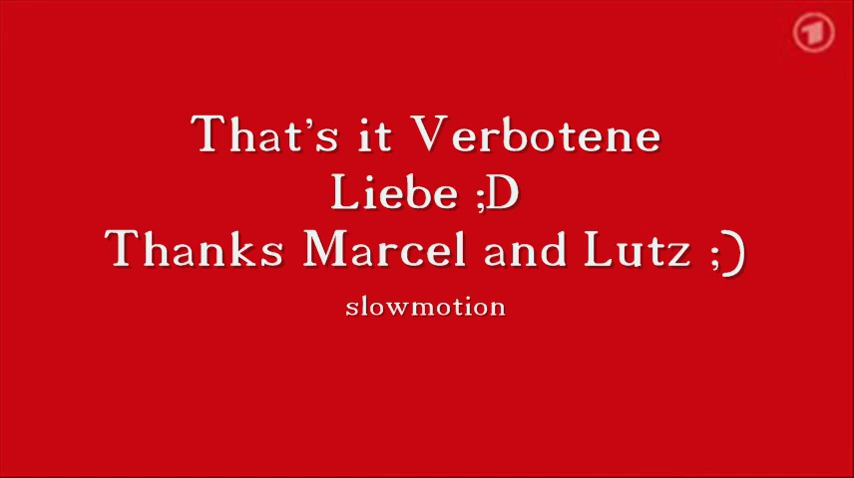 That's it Verbotene
Liebe ;D
Thanks Marcel and Lutz ;)
slowmotion